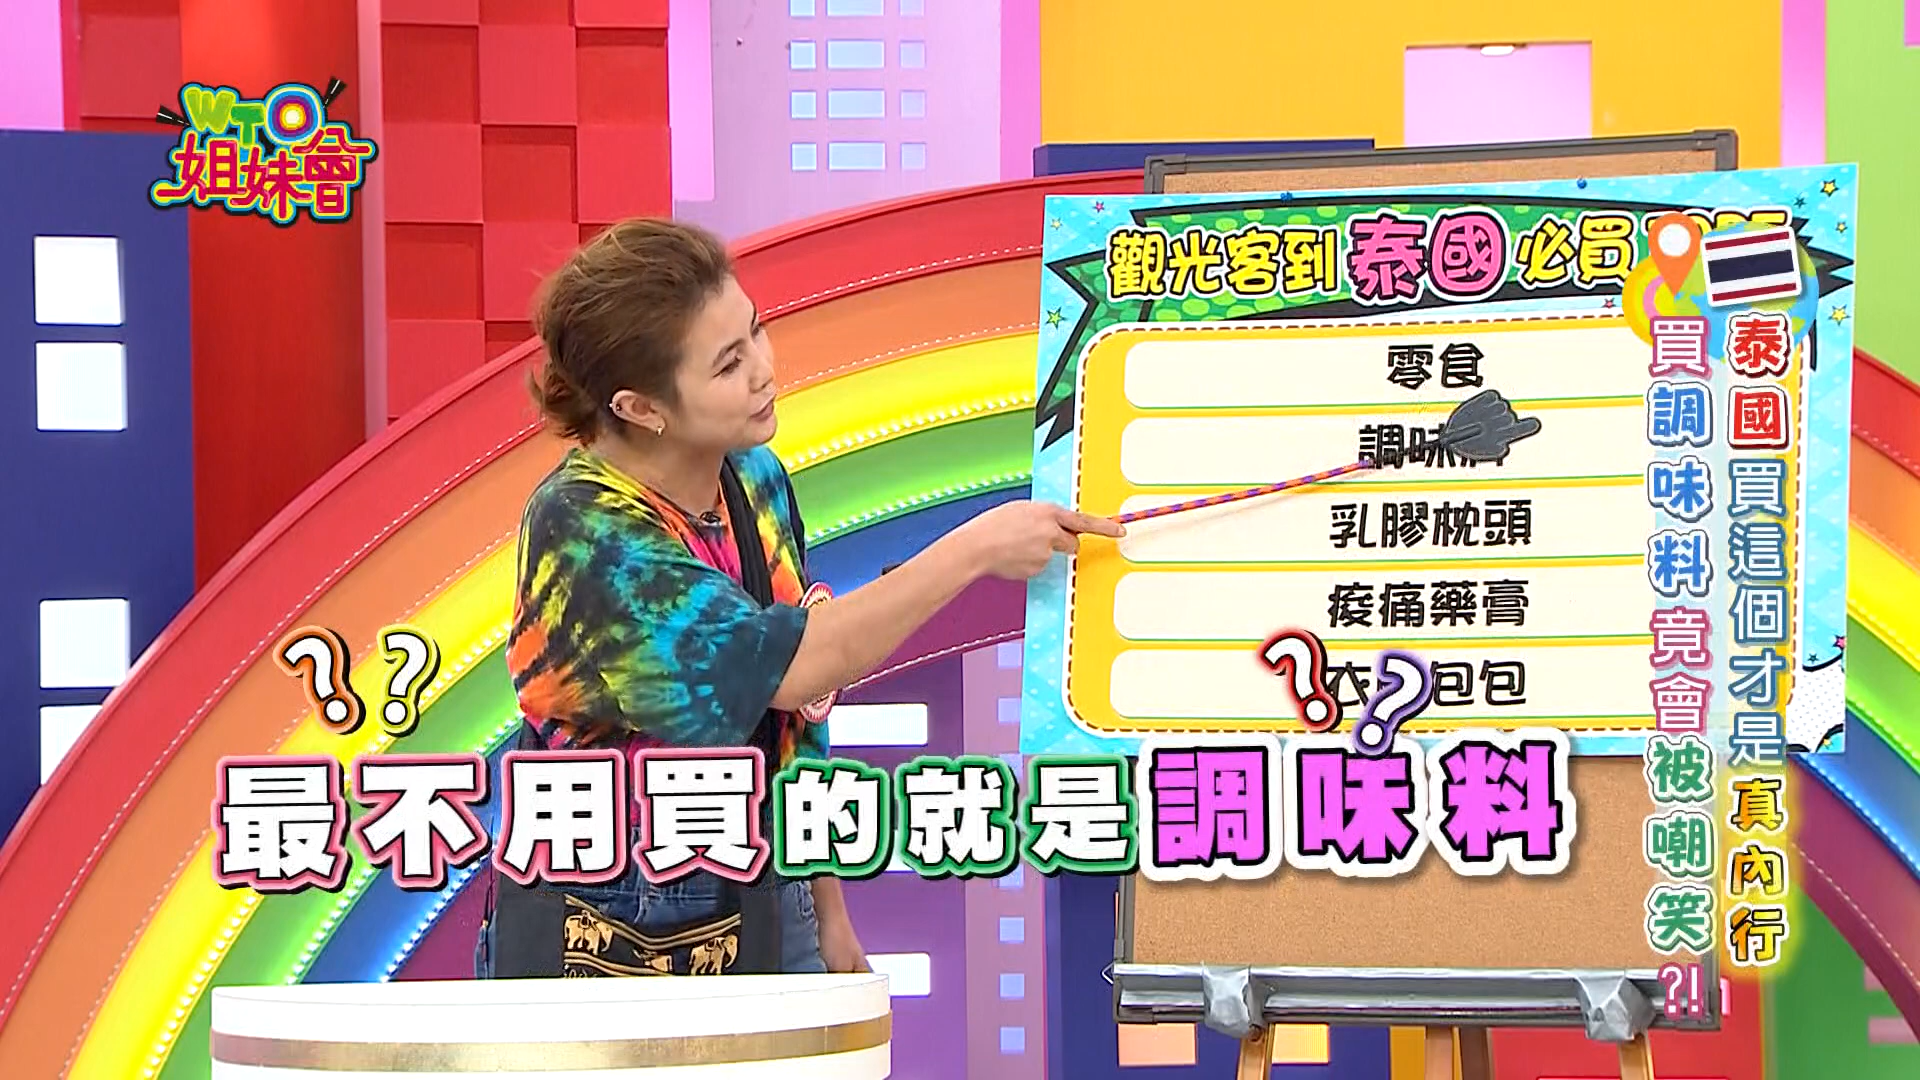 WTO
姐妹會
觀光客到泰國必買
零食
調味料
乳膠枕頭
痠痛藥膏
衣 包包
泰國買這個才是真內行
買調味料竟會被嘲笑?!
? ?
? ?
最不用買的就是調味料